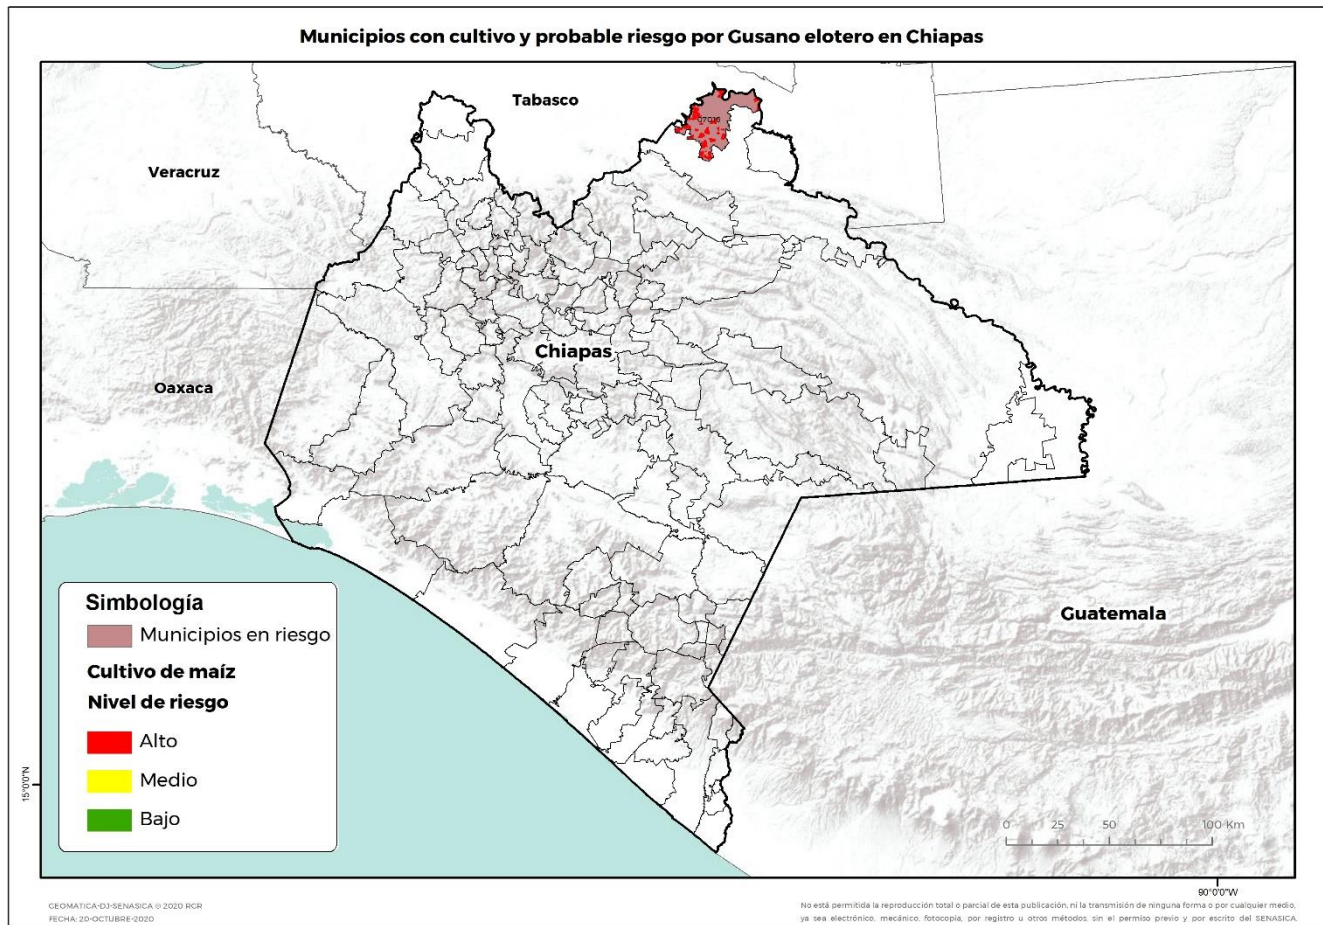 Municipios con cultivo y probable riesgo por Gusano elotero en Chiapas
Tabasco
07016
Veracruz
Chiapas
Oaxaca
Guatemala
Simbología
Municipios en riesgo
Cultivo de maíz
Nivel de riesgo
Alto
Medio
Bajo
15°0'0"N
0 25 50 100 Km
90°0'0"W
GEOMATICA-DJ-SENASICA © 2020 RCR
FECHA: 20-OCTUBRE-2020
No está permitida la reproducción total o parcial de esta publicación, ni la transmisión de ninguna forma o por cualquier medio,
ya sea electrónico, mecánico, fotocopia, por registro u otros métodos, sin el permiso previo y por escrito del SENASICA.